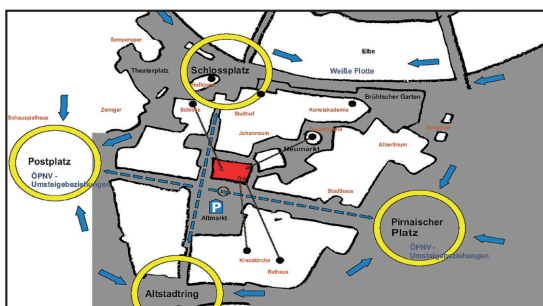 Semperoper
Theaterplatz
Schlossplatz
Hofkirche
Elbe
Weiße Flotte
Brühlscher Garten
Zwinger
Schloss
Stallhof
Kunstakademie
Schauspielhaus
Johanneum
Neumarkt
Albertinum
Postplatz
ÖPNV -
Umsteigebeziehungen
Stadthaus
P
Altmarkt
Pirnaischer
Platz
ÖPNV -
Umsteigebeziehungen
Kreuzkirche
Rathaus
Altstadtring